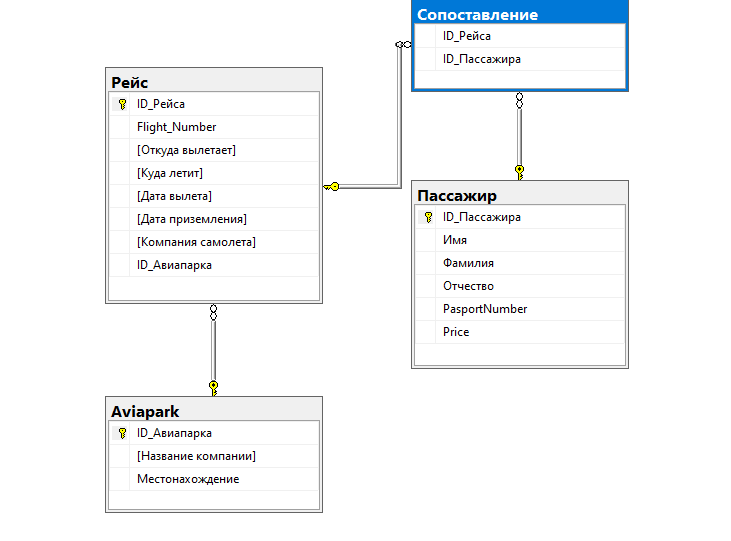 Сопоставление
ID_Рейса
ID_Пассажира
Рейс
ID_Рейса
Flight_Number
[Откуда вылетает]
[Куда летит]
[Дата вылета]
[Дата приземления]
[Компания самолета]
ID_Авиапарка
Пассажир
ID_Пассажира
Имя
Фамилия
Отчество
PasportNumber
Price
Aviapark
ID_Авиапарка
[Название компании]
Местонахождение